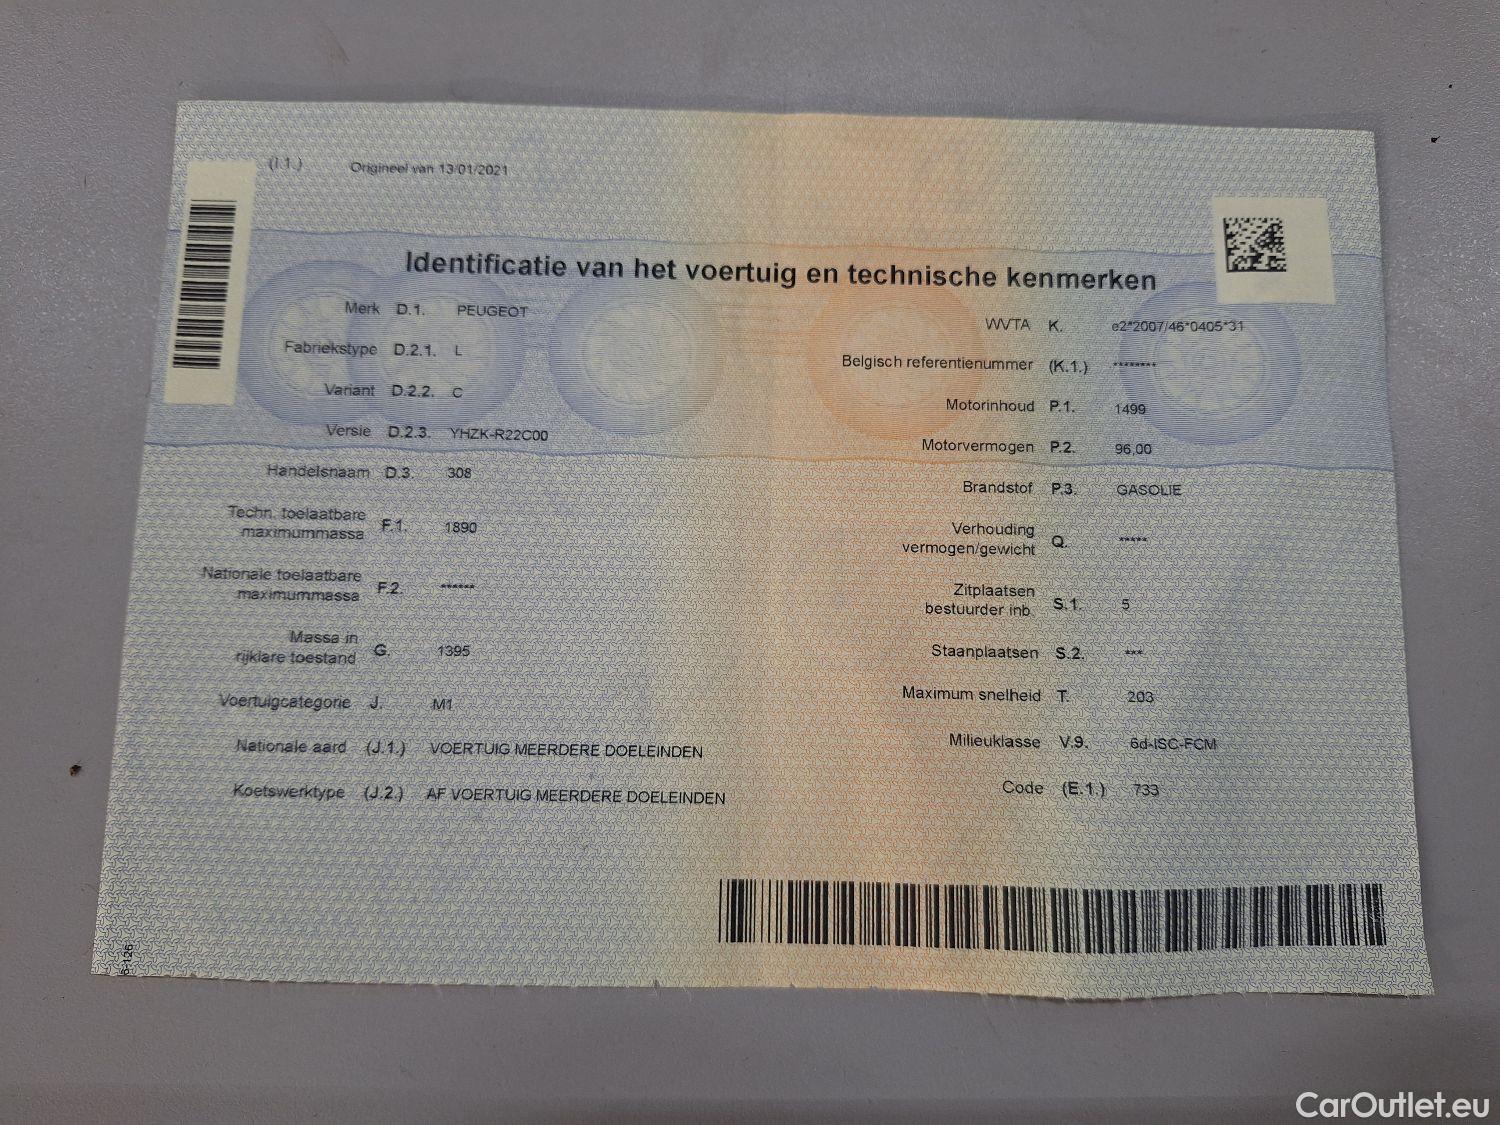 (I.1.) Origineel van 13/01/2021
Identificatie van het voertuig en technische kenmerken
Merk D.1. PEUGEOT
Fabriekstype D.2.1. L
Variant D.2.2. C
Versie D.2.3. YHZK-R22C00
Handelsnaam D.3. 308
Techn. toelaatbare
maximummassa F.1. 1890
Nationale toelaatbare
maximummassa F.2. ******
Massa in
rijklare toestand G. 1395
Voertuigcategorie J. M1
Nationale aard (J.1.) VOERTUIG MEERDERE DOELEINDEN
Koetswerktype (J.2.) AF VOERTUIG MEERDERE DOELEINDEN
WVTA K. e2*2007/46*0405*31
Belgisch referentienummer (K.1.) ********
Motorinhoud P.1. 1499
Motorvermogen P.2. 96,00
Brandstof P.3. GASOLIE
Verhouding
vermogen/gewicht Q. *****
Zitplaatsen
bestuurder inb. S.1. 5
Staanplaatsen S.2. ***
Maximum snelheid T. 203
Milieuklasse V.9. 6d-ISC-FCM
Code (E.1.) 733
CarOutlet.eu